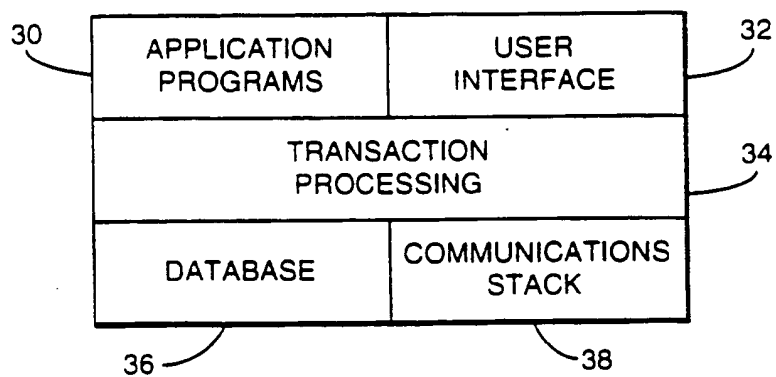 30
APPLICATION
PROGRAMS
USER
INTERFACE
32
TRANSACTION
PROCESSING
34
DATABASE
COMMUNICATIONS
STACK
36
38